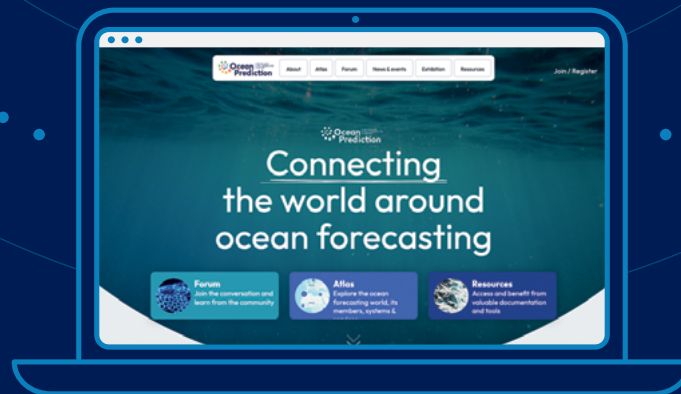 Ocean
Prediction
About
Atlas
Forum
News & events
Exhibition
Resources
Join / Register
Ocean
Prediction
Connecting
the world around
ocean forecasting
Forum
Join the conversation and
learn from the community
Atlas
Explore the ocean
forecasting world, its
members, systems &
Resources
Access and benefit from
valuable documentation
and tools